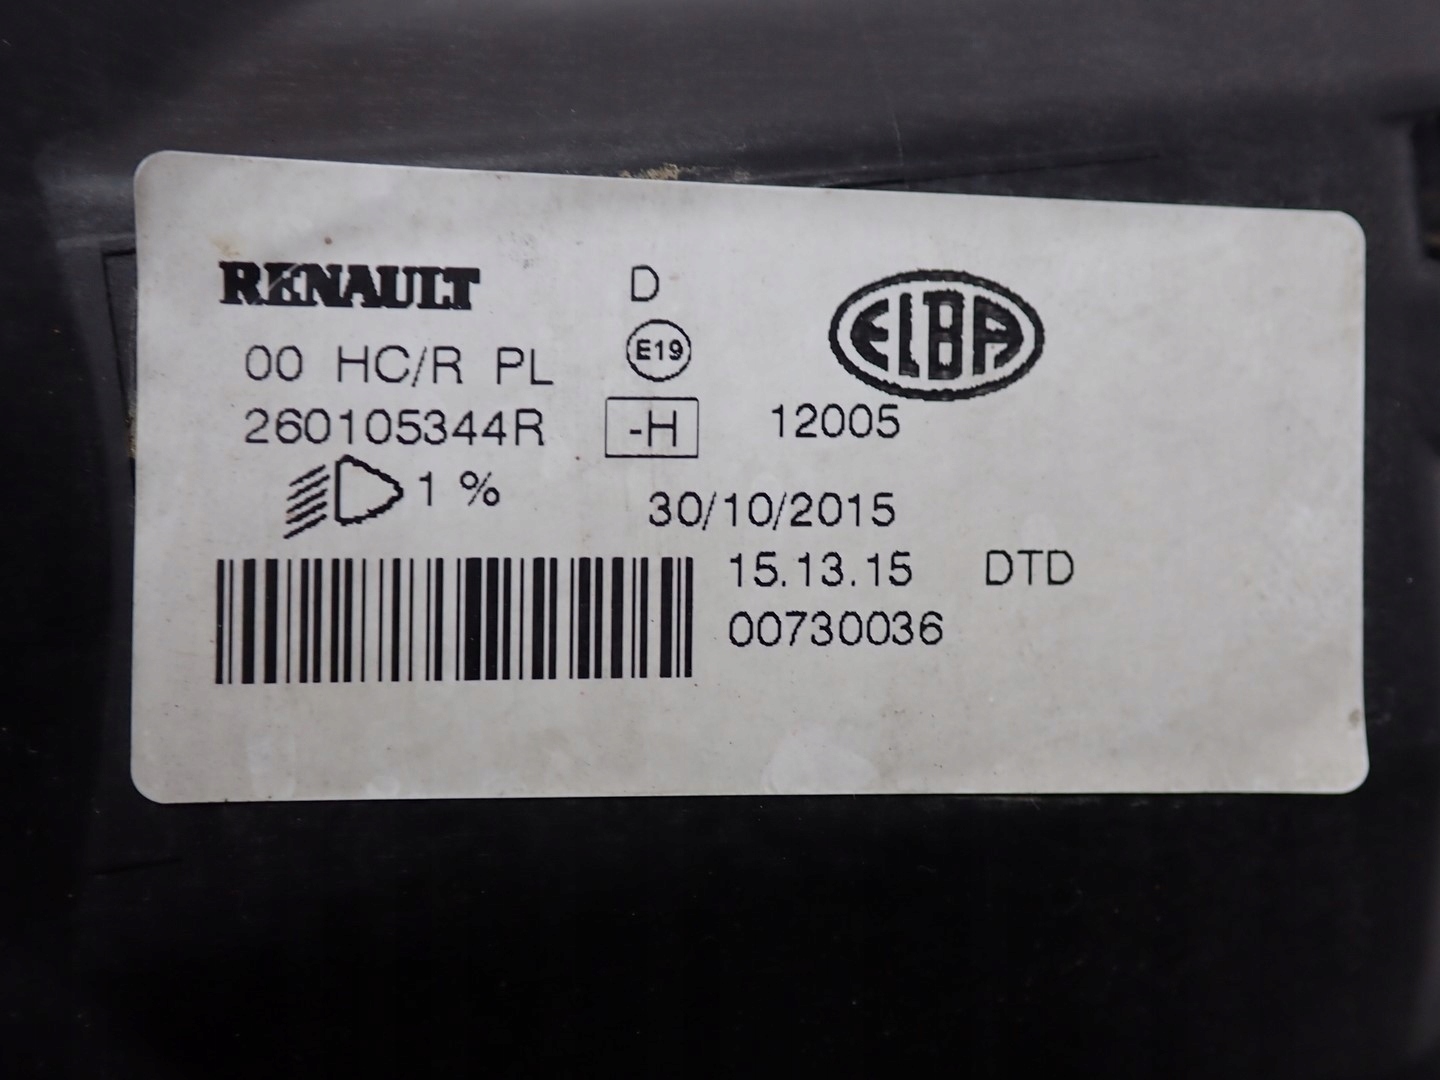 RENAULT D ELBA
00 HC/R PL E19
260105344R -H 12005
1 % 30/10/2015
15.13.15 DTD
00730036